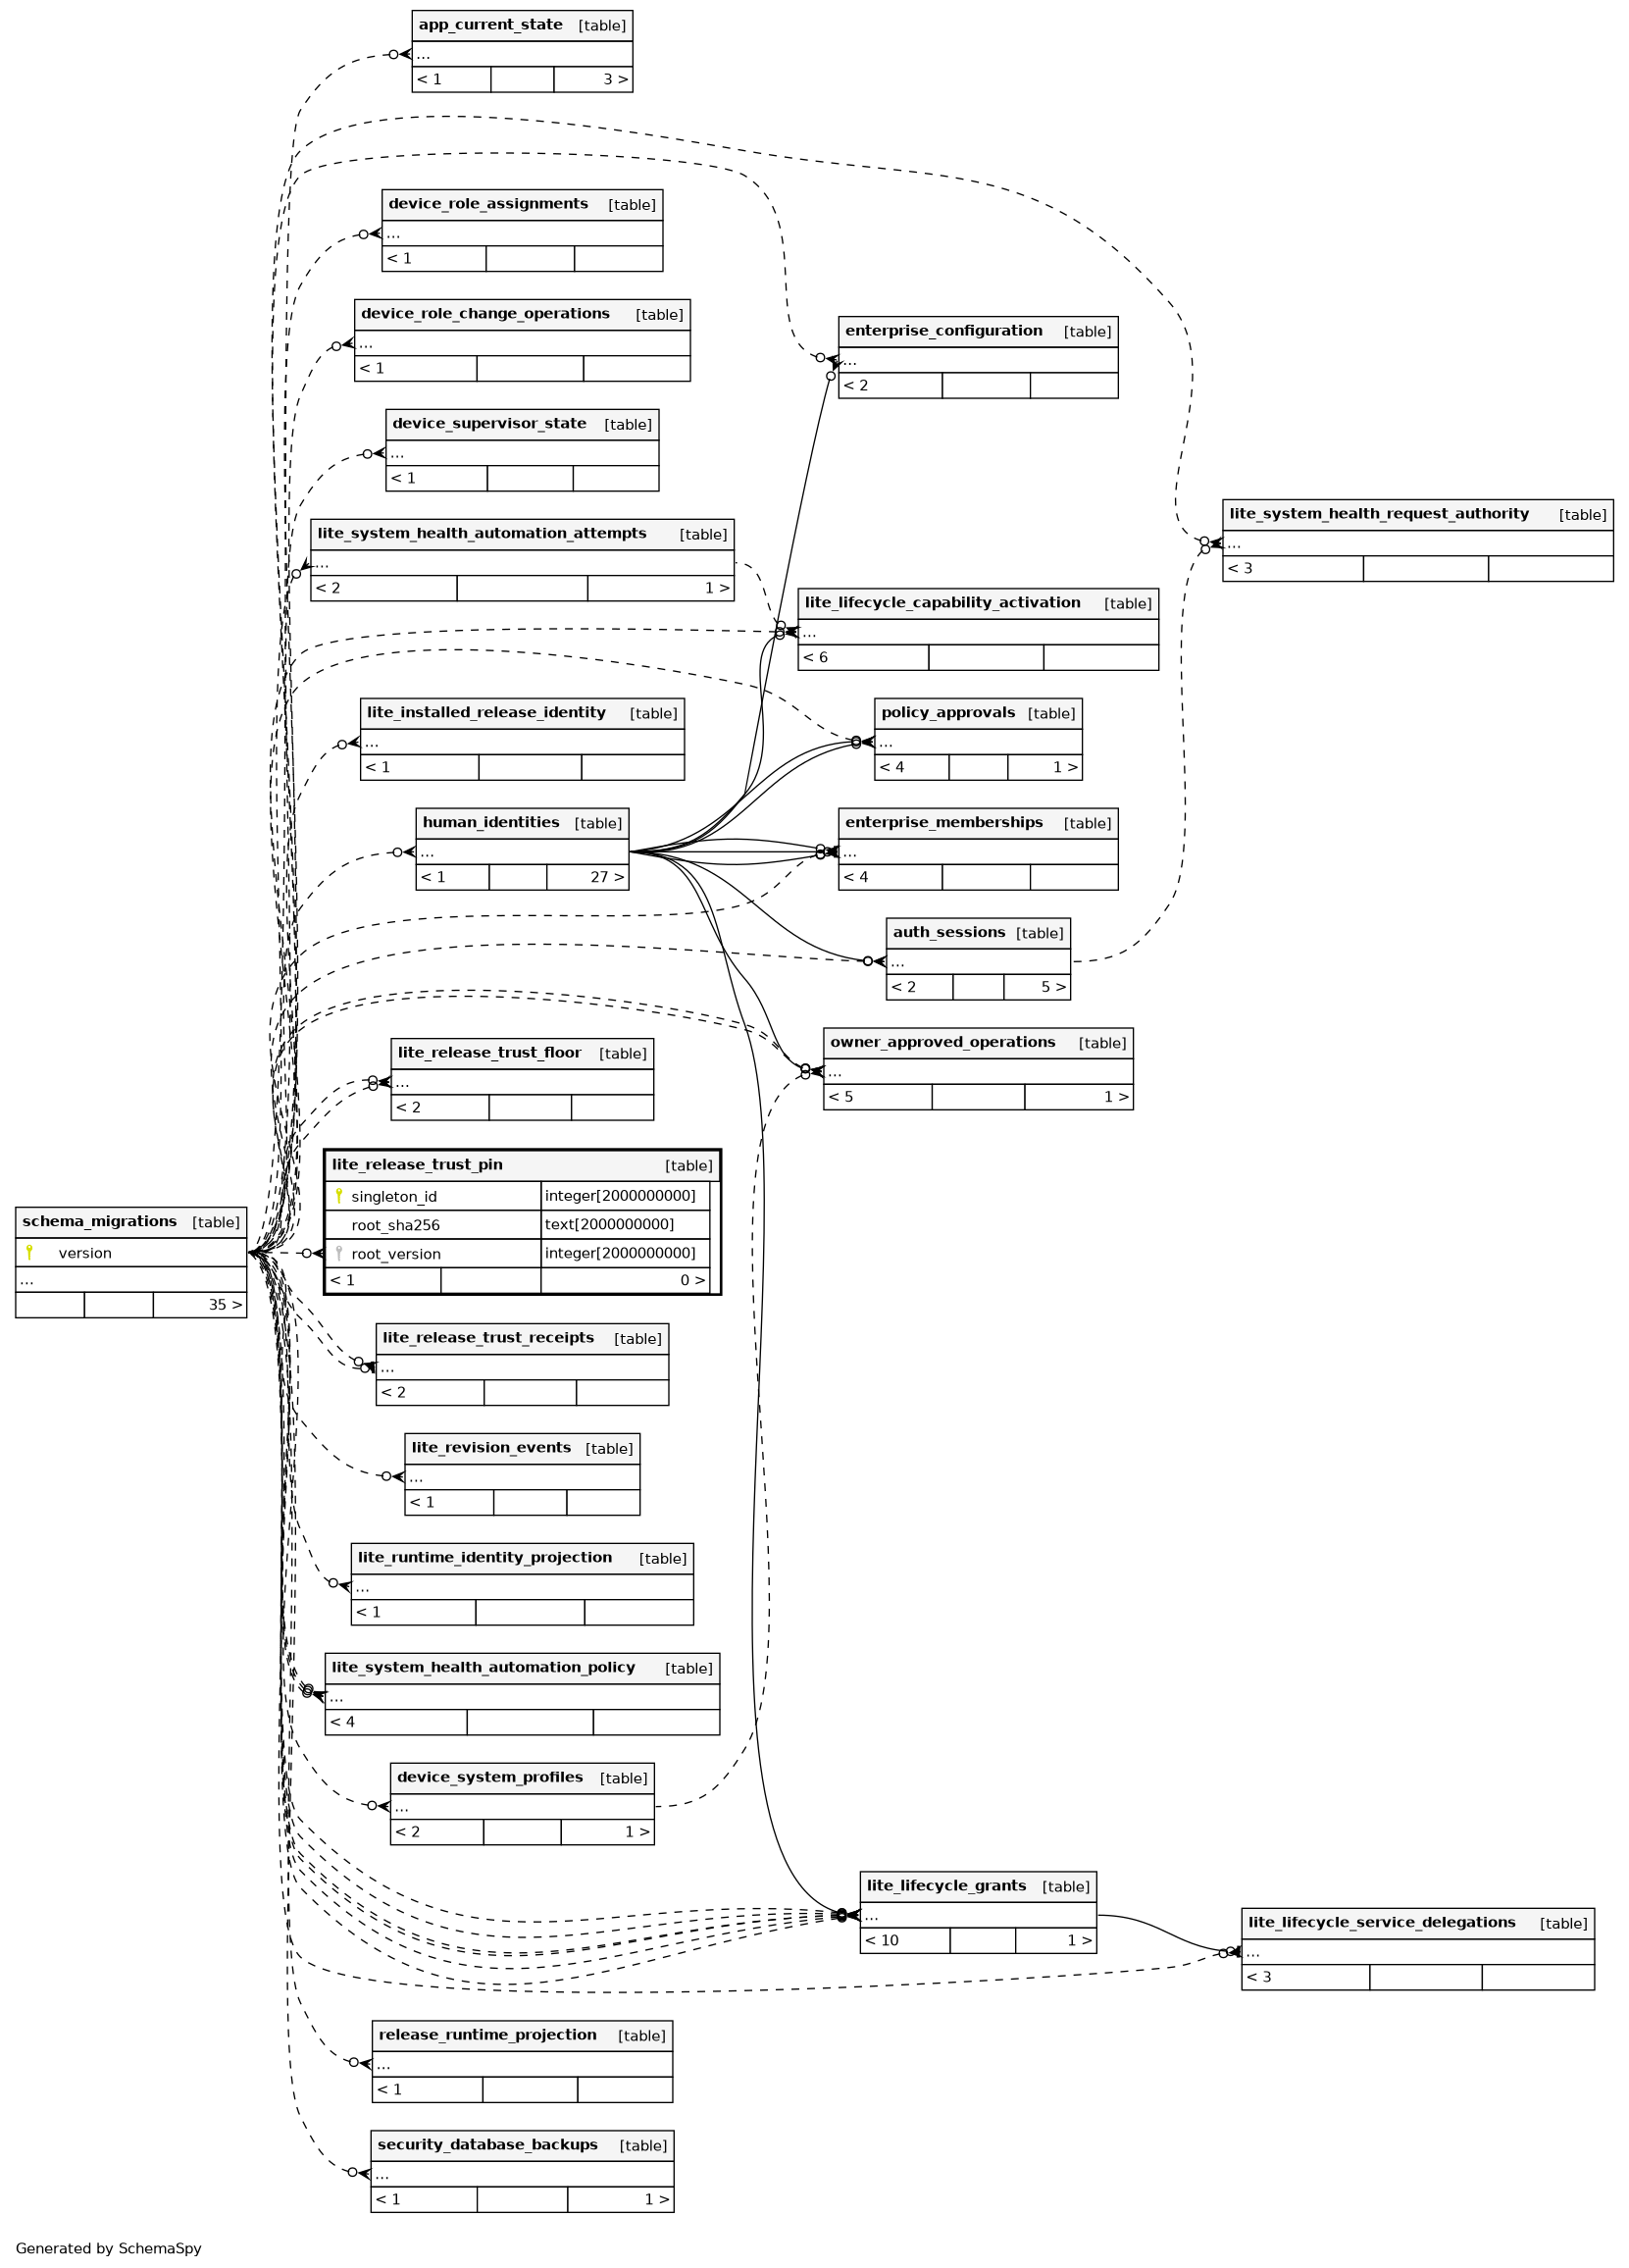 app_current_state [table]
...
< 1 3 >
device_role_assignments [table]
...
< 1
device_role_change_operations [table]
...
< 1
enterprise_configuration [table]
...
< 2
device_supervisor_state [table]
...
< 1
lite_system_health_request_authority [table]
...
< 3
lite_system_health_automation_attempts [table]
...
< 2 1 >
lite_lifecycle_capability_activation [table]
...
< 6
lite_installed_release_identity [table]
...
< 1
policy_approvals [table]
...
< 4 1 >
human_identities [table]
...
< 1 27 >
enterprise_memberships [table]
...
< 4
auth_sessions [table]
...
< 2 5 >
owner_approved_operations [table]
...
< 5 1 >
lite_release_trust_floor [table]
...
< 2
lite_release_trust_pin [table]
singleton_id integer[2000000000]
root_sha256 text[2000000000]
root_version integer[2000000000]
< 1 0 >
schema_migrations [table]
version
...
35 >
lite_release_trust_receipts [table]
...
< 2
lite_revision_events [table]
...
< 1
lite_runtime_identity_projection [table]
...
< 1
lite_system_health_automation_policy [table]
...
< 4
device_system_profiles [table]
...
< 2 1 >
lite_lifecycle_grants [table]
...
< 10 1 >
lite_lifecycle_service_delegations [table]
...
< 3
release_runtime_projection [table]
...
< 1
security_database_backups [table]
...
< 1 1 >
Generated by SchemaSpy